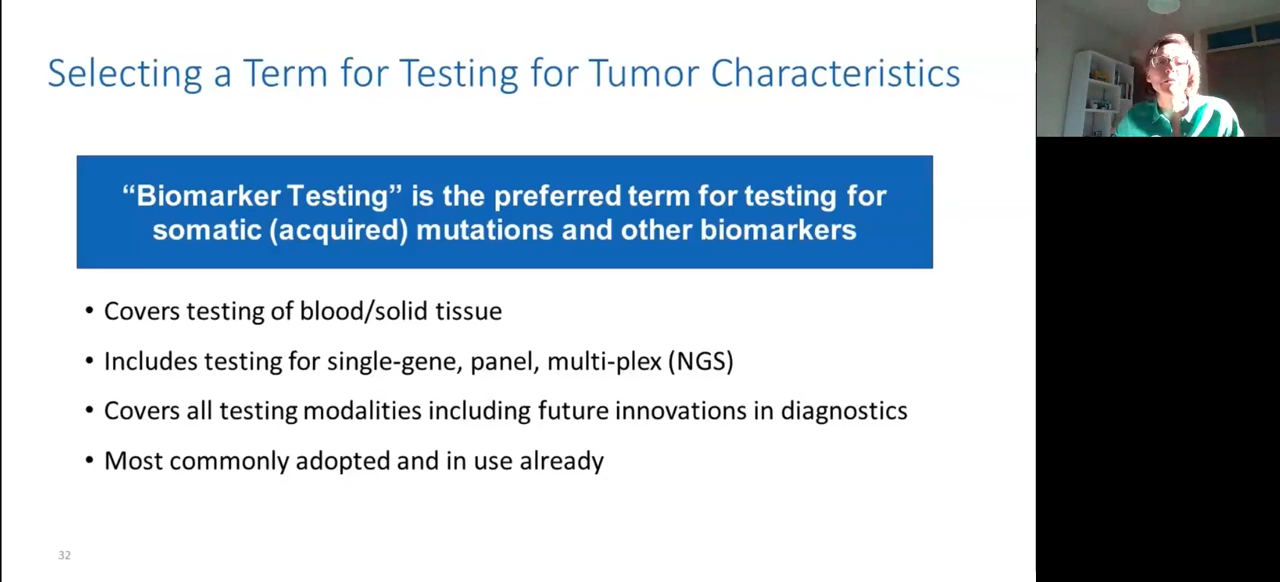 Selecting a Term for Testing for Tumor Characteristics
“Biomarker Testing” is the preferred term for testing for
somatic (acquired) mutations and other biomarkers
• Covers testing of blood/solid tissue
• Includes testing for single-gene, panel, multi-plex (NGS)
• Covers all testing modalities including future innovations in diagnostics
• Most commonly adopted and in use already
32